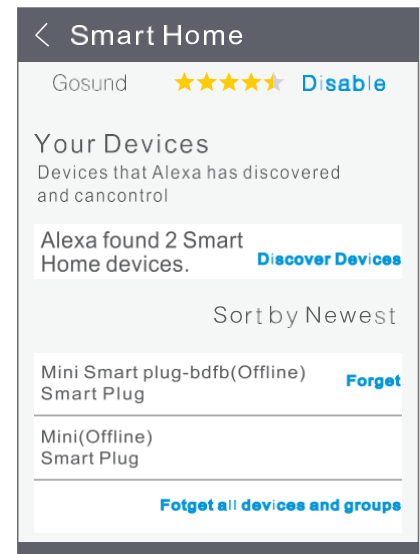 Smart Home
Gosund Disable
Your Devices
Devices that Alexa has discovered
and cancontrol
Alexa found 2 Smart
Home devices.
Discover Devices
Sort by Newest
Mini Smart plug-bdfb(Offline)
Forget
Smart Plug
Mini(Offline)
Smart Plug
Fotget all devices and groups